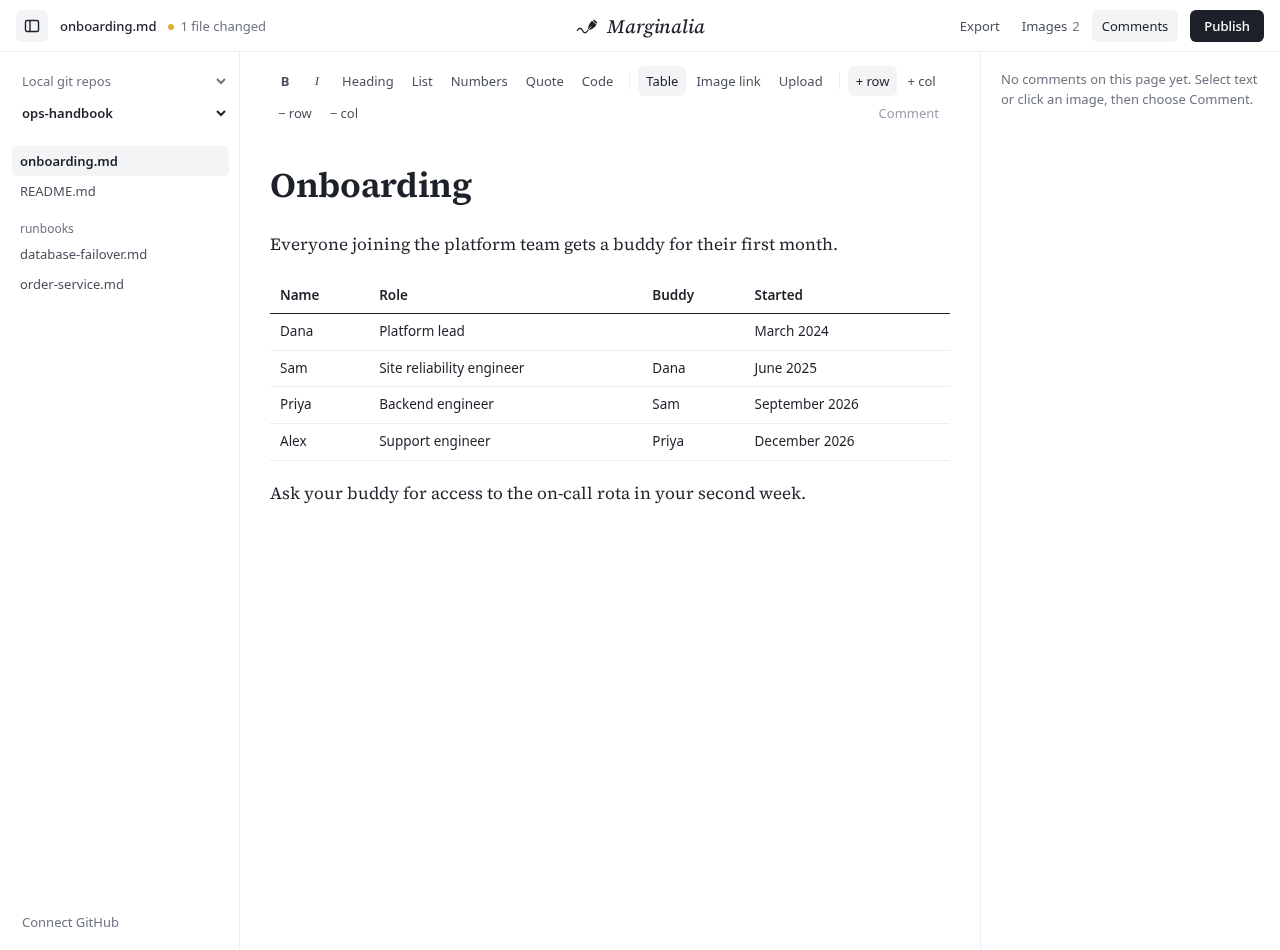 onboarding.md 1 file changed Marginalia Export Images 2 Comments Publish
Local git repos
ops-handbook
onboarding.md
README.md
runbooks
database-failover.md
order-service.md
Connect GitHub
B I Heading List Numbers Quote Code Table Image link Upload + row + col
− row − col Comment
Onboarding
Everyone joining the platform team gets a buddy for their first month.
Name Role Buddy Started
Dana Platform lead March 2024
Sam Site reliability engineer Dana June 2025
Priya Backend engineer Sam September 2026
Alex Support engineer Priya December 2026
Ask your buddy for access to the on-call rota in your second week.
No comments on this page yet. Select text
or click an image, then choose Comment.